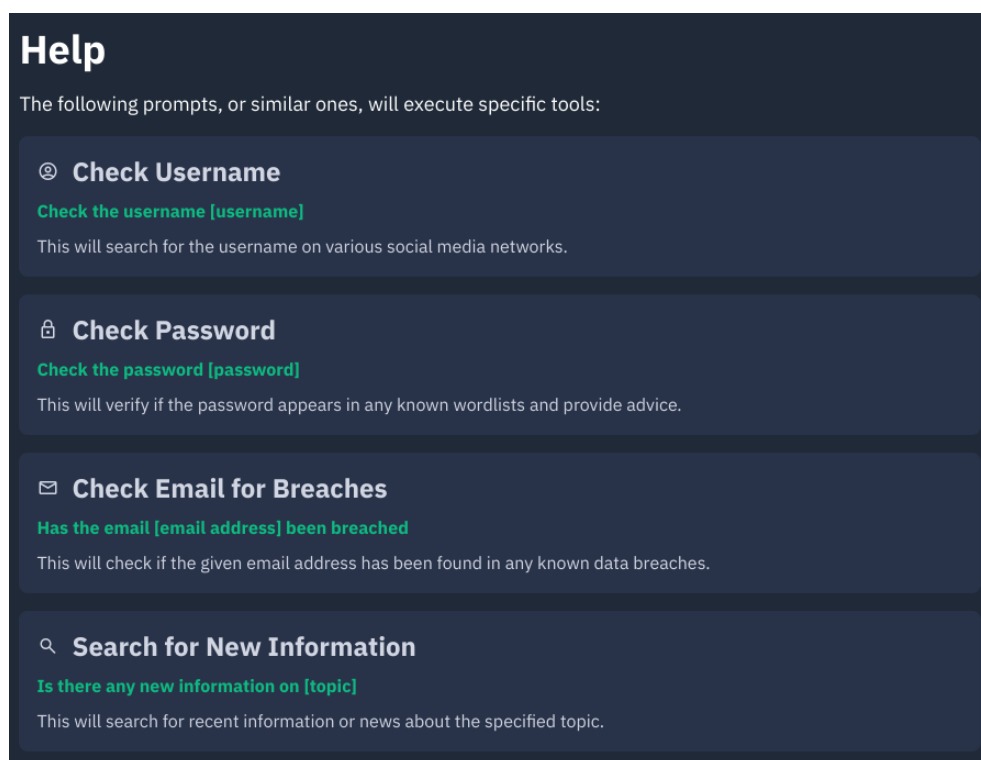 Help
The following prompts, or similar ones, will execute specific tools:
Check Username
Check the username [username]
This will search for the username on various social media networks.
Check Password
Check the password [password]
This will verify if the password appears in any known wordlists and provide advice.
Check Email for Breaches
Has the email [email address] been breached
This will check if the given email address has been found in any known data breaches.
Search for New Information
Is there any new information on [topic]
This will search for recent information or news about the specified topic.